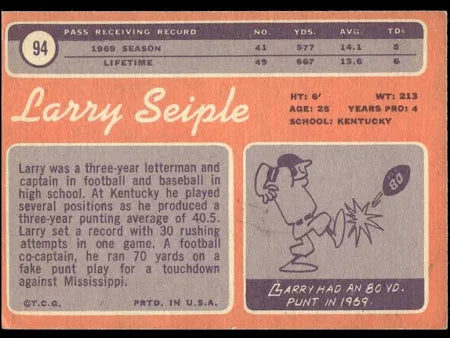 94
PASS RECEIVING RECORD NO. YDS. AVG. TDS
1969 SEASON 41 577 14.1 5
LIFETIME 49 667 13.6 6
Larry Seiple
HT: 6' WT: 213
AGE: 25 YEARS PRO: 4
SCHOOL: KENTUCKY
Larry was a three-year letterman and
captain in football and baseball in
high school. At Kentucky he played
several positions as he produced a
three-year punting average of 40.5.
Larry set a record with 30 rushing
attempts in one game. A football
co-captain, he ran 70 yards on a
fake punt play for a touchdown
against Mississippi.
©T.C.G. PRTD. IN U.S.A.
80
LARRY HAD AN 80 YD.
PUNT IN 1969.